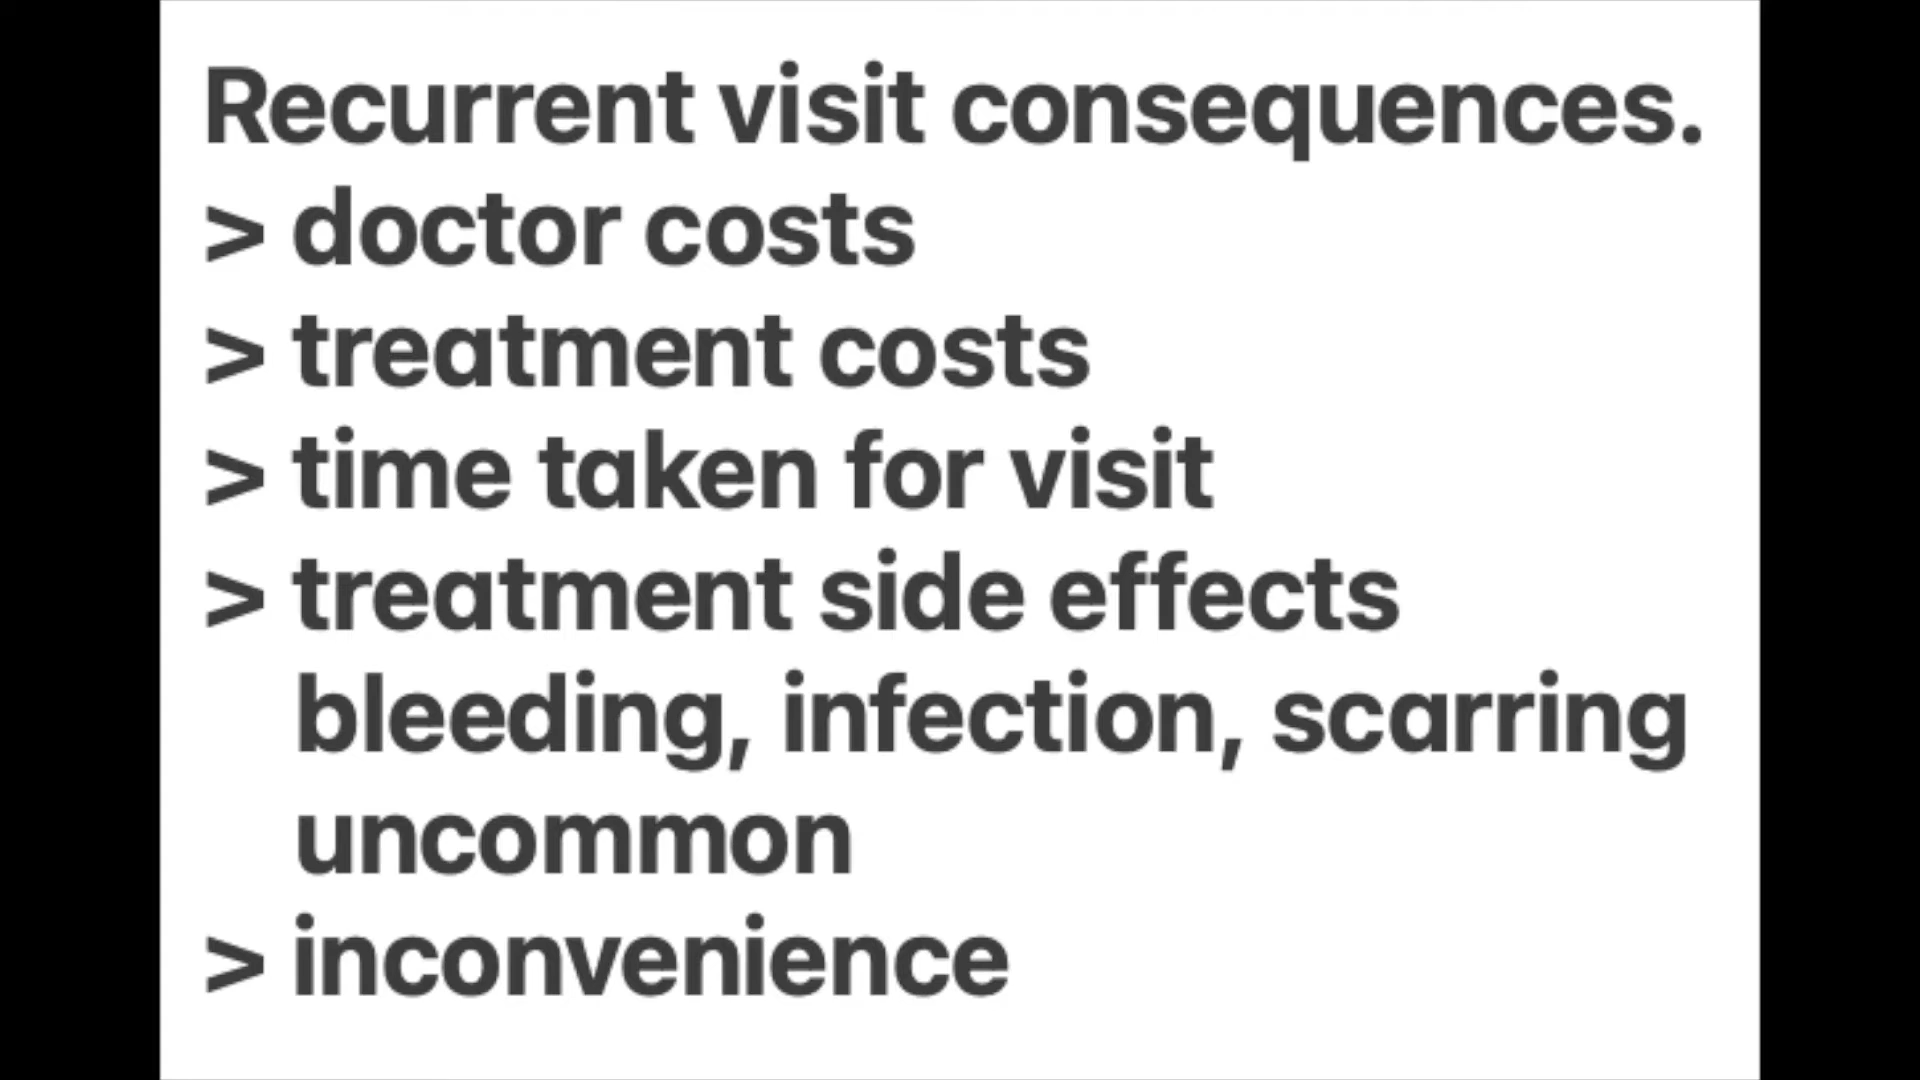 Recurrent visit consequences.
> doctor costs
> treatment costs
> time taken for visit
> treatment side effects
bleeding, infection, scarring
uncommon
> inconvenience